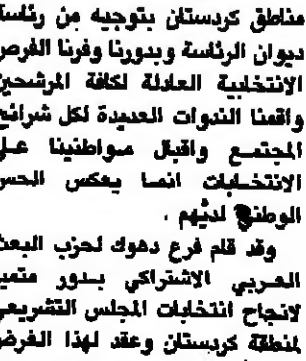 مناطق كردستان بتوجيه من رئاسة
ديوان الرئاسة وبدورنا وفرنا الفرص
الانتخابية العادلة لكافة المرشحين
واقمنا الندوات العديدة لكل شرائح
المجتمع واقبال مواطنينا على
الانتخابات انما يعكس الحس
الوطني لديهم .
وقد قام فرع دهوك لحزب البعث
العربي الاشتراكي بدور متميز
لانجاح انتخابات المجلس التشريعي
لمنطقة كردستان وعقد لهذا الغرض